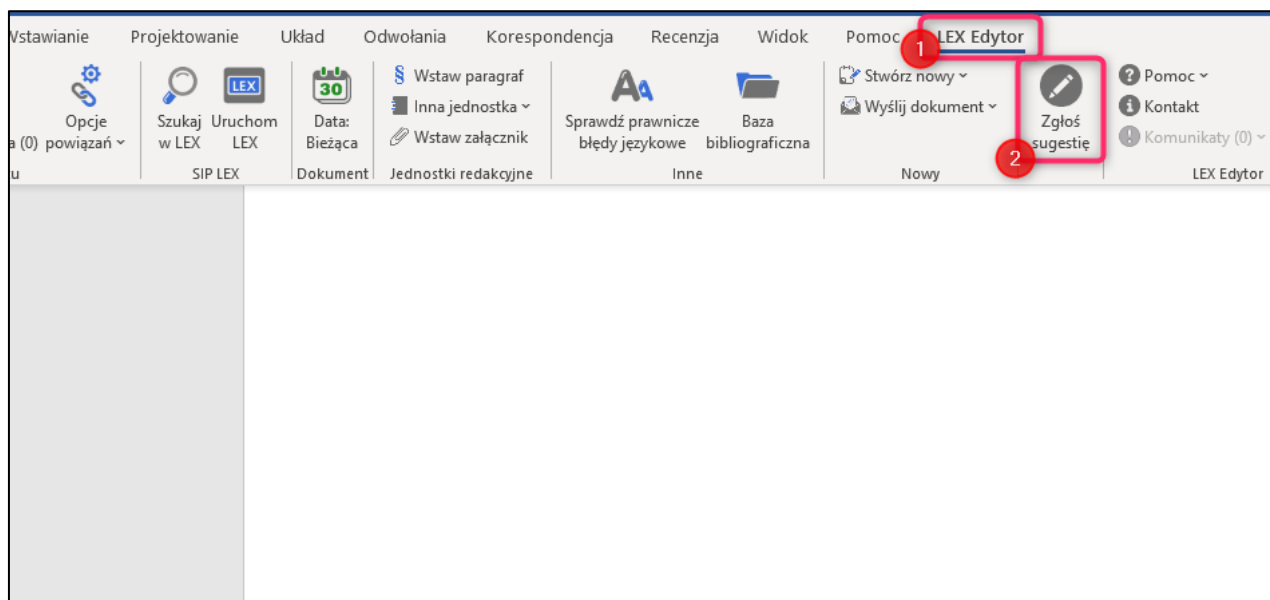 Wstawianie Projektowanie Układ Odwołania Korespondencja Recenzja Widok Pomoc LEX Edytor
1
Opcje
a (0) powiązań
Szukaj
w LEX
LEX
Uruchom
LEX
30
Data:
Bieżąca
§ Wstaw paragraf
Inna jednostka
Wstaw załącznik
Sprawdź prawnicze
błędy językowe
Baza
bibliograficzna
Stwórz nowy
Wyślij dokument
Zgłoś
sugestię
2
Pomoc
Kontakt
Komunikaty (0)
u SIP LEX Dokument Jednostki redakcyjne Inne Nowy LEX Edytor